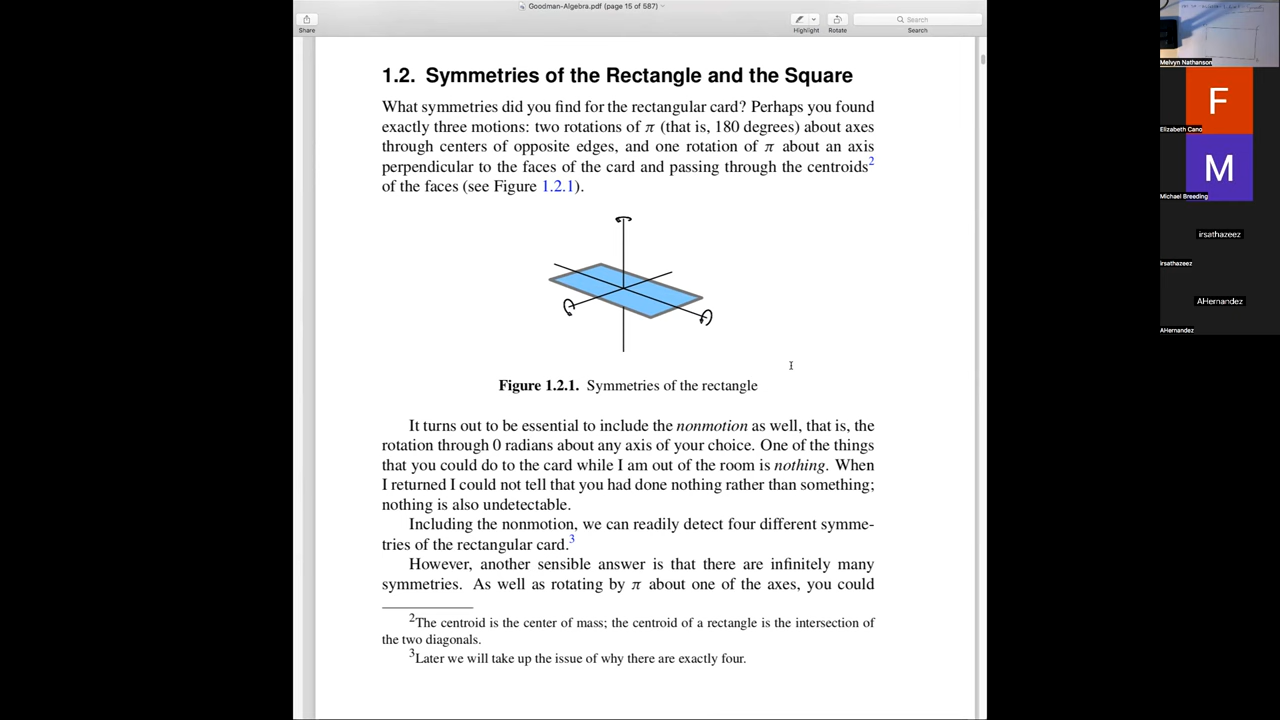 Goodman-Algebra.pdf (page 15 of 587)
Share
Highlight
Rotate
Search
Search
1.2. Symmetries of the Rectangle and the Square
What symmetries did you find for the rectangular card? Perhaps you found
exactly three motions: two rotations of π (that is, 180 degrees) about axes
through centers of opposite edges, and one rotation of π about an axis
perpendicular to the faces of the card and passing through the centroids2
of the faces (see Figure 1.2.1).
Figure 1.2.1. Symmetries of the rectangle
It turns out to be essential to include the nonmotion as well, that is, the
rotation through 0 radians about any axis of your choice. One of the things
that you could do to the card while I am out of the room is nothing. When
I returned I could not tell that you had done nothing rather than something;
nothing is also undetectable.
Including the nonmotion, we can readily detect four different symme-
tries of the rectangular card.3
However, another sensible answer is that there are infinitely many
symmetries. As well as rotating by π about one of the axes, you could
2The centroid is the center of mass; the centroid of a rectangle is the intersection of
the two diagonals.
3Later we will take up the issue of why there are exactly four.
Melvyn Nathanson
F
Elizabeth Cano
M
Michael Breeding
irsathazeez
irsathazeez
AHernandez
AHernandez